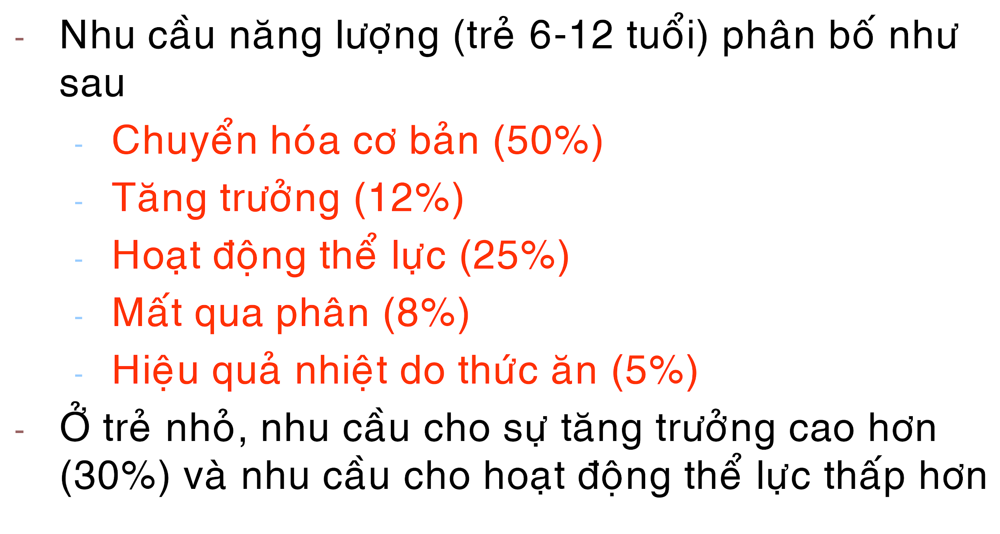 - Nhu cầu năng lượng (trẻ 6-12 tuổi) phân bố như
sau
- Chuyển hóa cơ bản (50%)
- Tăng trưởng (12%)
- Hoạt động thể lực (25%)
- Mất qua phân (8%)
- Hiệu quả nhiệt do thức ăn (5%)
- Ở trẻ nhỏ, nhu cầu cho sự tăng trưởng cao hơn
(30%) và nhu cầu cho hoạt động thể lực thấp hơn